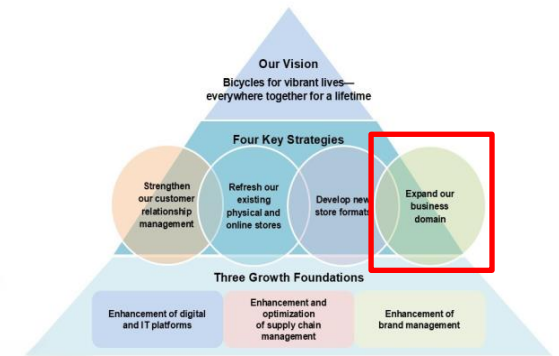 Our Vision
Bicycles for vibrant lives—
everywhere together for a lifetime
Four Key Strategies
Strengthen
our customer
relationship
management
Refresh our
existing
physical and
online stores
Develop new
store formats
Expand our
business
domain
Three Growth Foundations
Enhancement of digital
and IT platforms
Enhancement and
optimization
of supply chain
management
Enhancement of
brand management